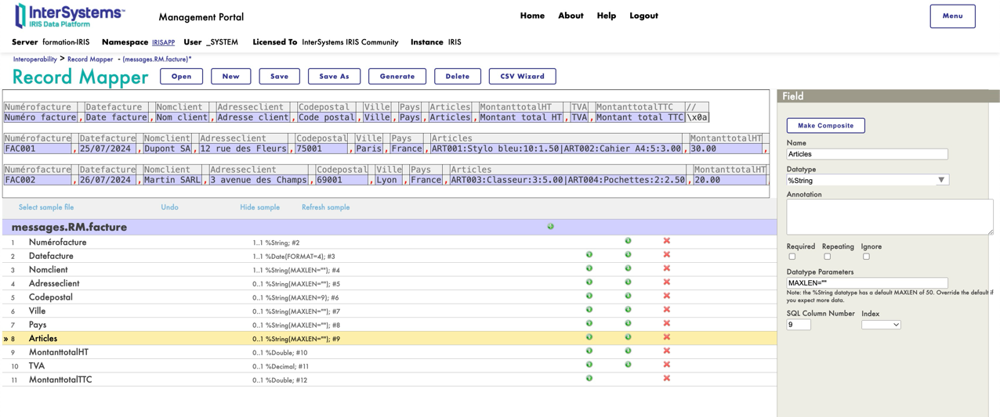 InterSystems™
IRIS Data Platform
Management Portal
Home About Help Logout
Menu
Server formation-IRIS Namespace IRISAPP User _SYSTEM Licensed To InterSystems IRIS Community Instance IRIS
Interoperability > Record Mapper - (messages.RM.facture)*
Record Mapper Open New Save Save As Generate Delete CSV Wizard
Numérofacture Datefacture Nomclient Adresseclient Codepostal Ville Pays Articles MontanttotalHT TVA MontanttotalTTC //
Numéro facture,Date facture,Nom client,Adresse client,Code postal,Ville,Pays,Articles,Montant total HT,TVA,Montant total TTC\x0a
Numérofacture Datefacture Nomclient Adresseclient Codepostal Ville Pays Articles MontanttotalHT
FAC001,25/07/2024,Dupont SA,12 rue des Fleurs,75001,Paris,France,ART001:Stylo bleu:10:1.50|ART002:Cahier A4:5:3.00,30.00,
Numérofacture Datefacture Nomclient Adresseclient Codepostal Ville Pays Articles MontanttotalHT
FAC002,26/07/2024,Martin SARL,3 avenue des Champs,69001,Lyon,France,ART003:Classeur:3:5.00|ART004:Pochettes:2:2.50,20.00
Select sample file Undo Hide sample Refresh sample
messages.RM.facture
1 Numérofacture 1..1 %String; #2
2 Datefacture 1..1 %Date(FORMAT=4); #3
3 Nomclient 1..1 %String(MAXLEN=""); #4
4 Adresseclient 0..1 %String(MAXLEN=""); #5
5 Codepostal 0..1 %String(MAXLEN=9); #6
6 Ville 0..1 %String(MAXLEN=""); #7
7 Pays 0..1 %String(MAXLEN=""); #8
» 8 Articles 0..1 %String(MAXLEN=""); #9
9 MontanttotalHT 0..1 %Double; #10
10 TVA 0..1 %Decimal; #11
11 MontanttotalTTC 0..1 %Double; #12
Field
Make Composite
Name
Articles
Datatype
%String
Annotation
Required Repeating Ignore
Datatype Parameters
MAXLEN=""
Note: the %String datatype has a default MAXLEN of 50. Override the default if
you expect more data.
SQL Column Number Index
9